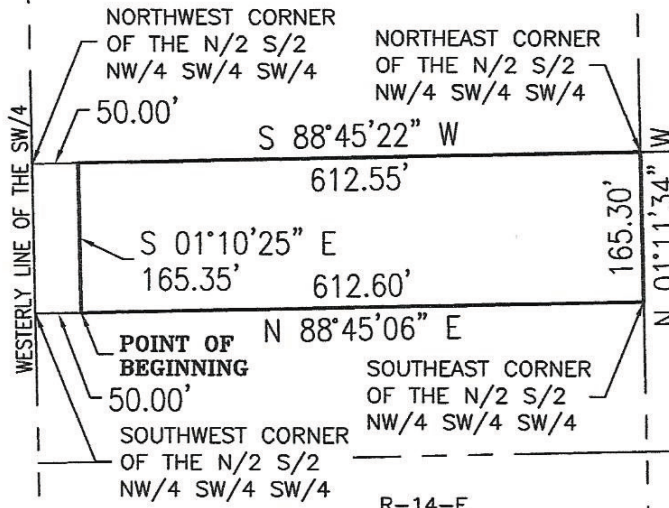 NORTHWEST CORNER
OF THE N/2 S/2
NW/4 SW/4 SW/4
NORTHEAST CORNER
OF THE N/2 S/2
NW/4 SW/4 SW/4
50.00'
S 88°45'22" W
612.55'
WESTERLY LINE OF THE SW/4
S 01°10'25" E
165.35'
165.30'
N 01°11'34" W
612.60'
N 88°45'06" E
POINT OF
BEGINNING
50.00'
SOUTHEAST CORNER
OF THE N/2 S/2
NW/4 SW/4 SW/4
SOUTHWEST CORNER
OF THE N/2 S/2
NW/4 SW/4 SW/4
R-14-E